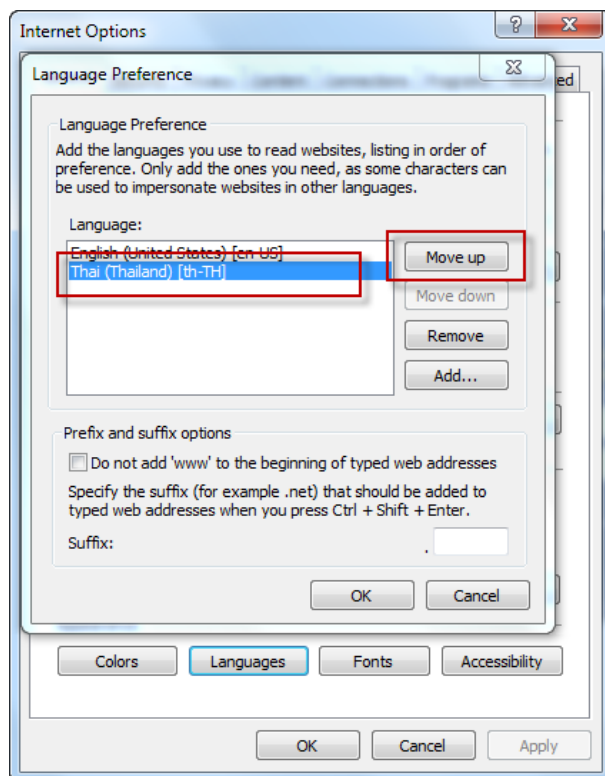 Internet Options
Language Preference
ed
Language Preference
Add the languages you use to read websites, listing in order of
preference. Only add the ones you need, as some characters can
be used to impersonate websites in other languages.
Language:
English (United States) [en-US]
Thai (Thailand) [th-TH]
Move up
Move down
Remove
Add...
Prefix and suffix options
Do not add 'www' to the beginning of typed web addresses
Specify the suffix (for example .net) that should be added to
typed web addresses when you press Ctrl + Shift + Enter.
Suffix:
.
OK Cancel
Colors Languages Fonts Accessibility
OK Cancel Apply